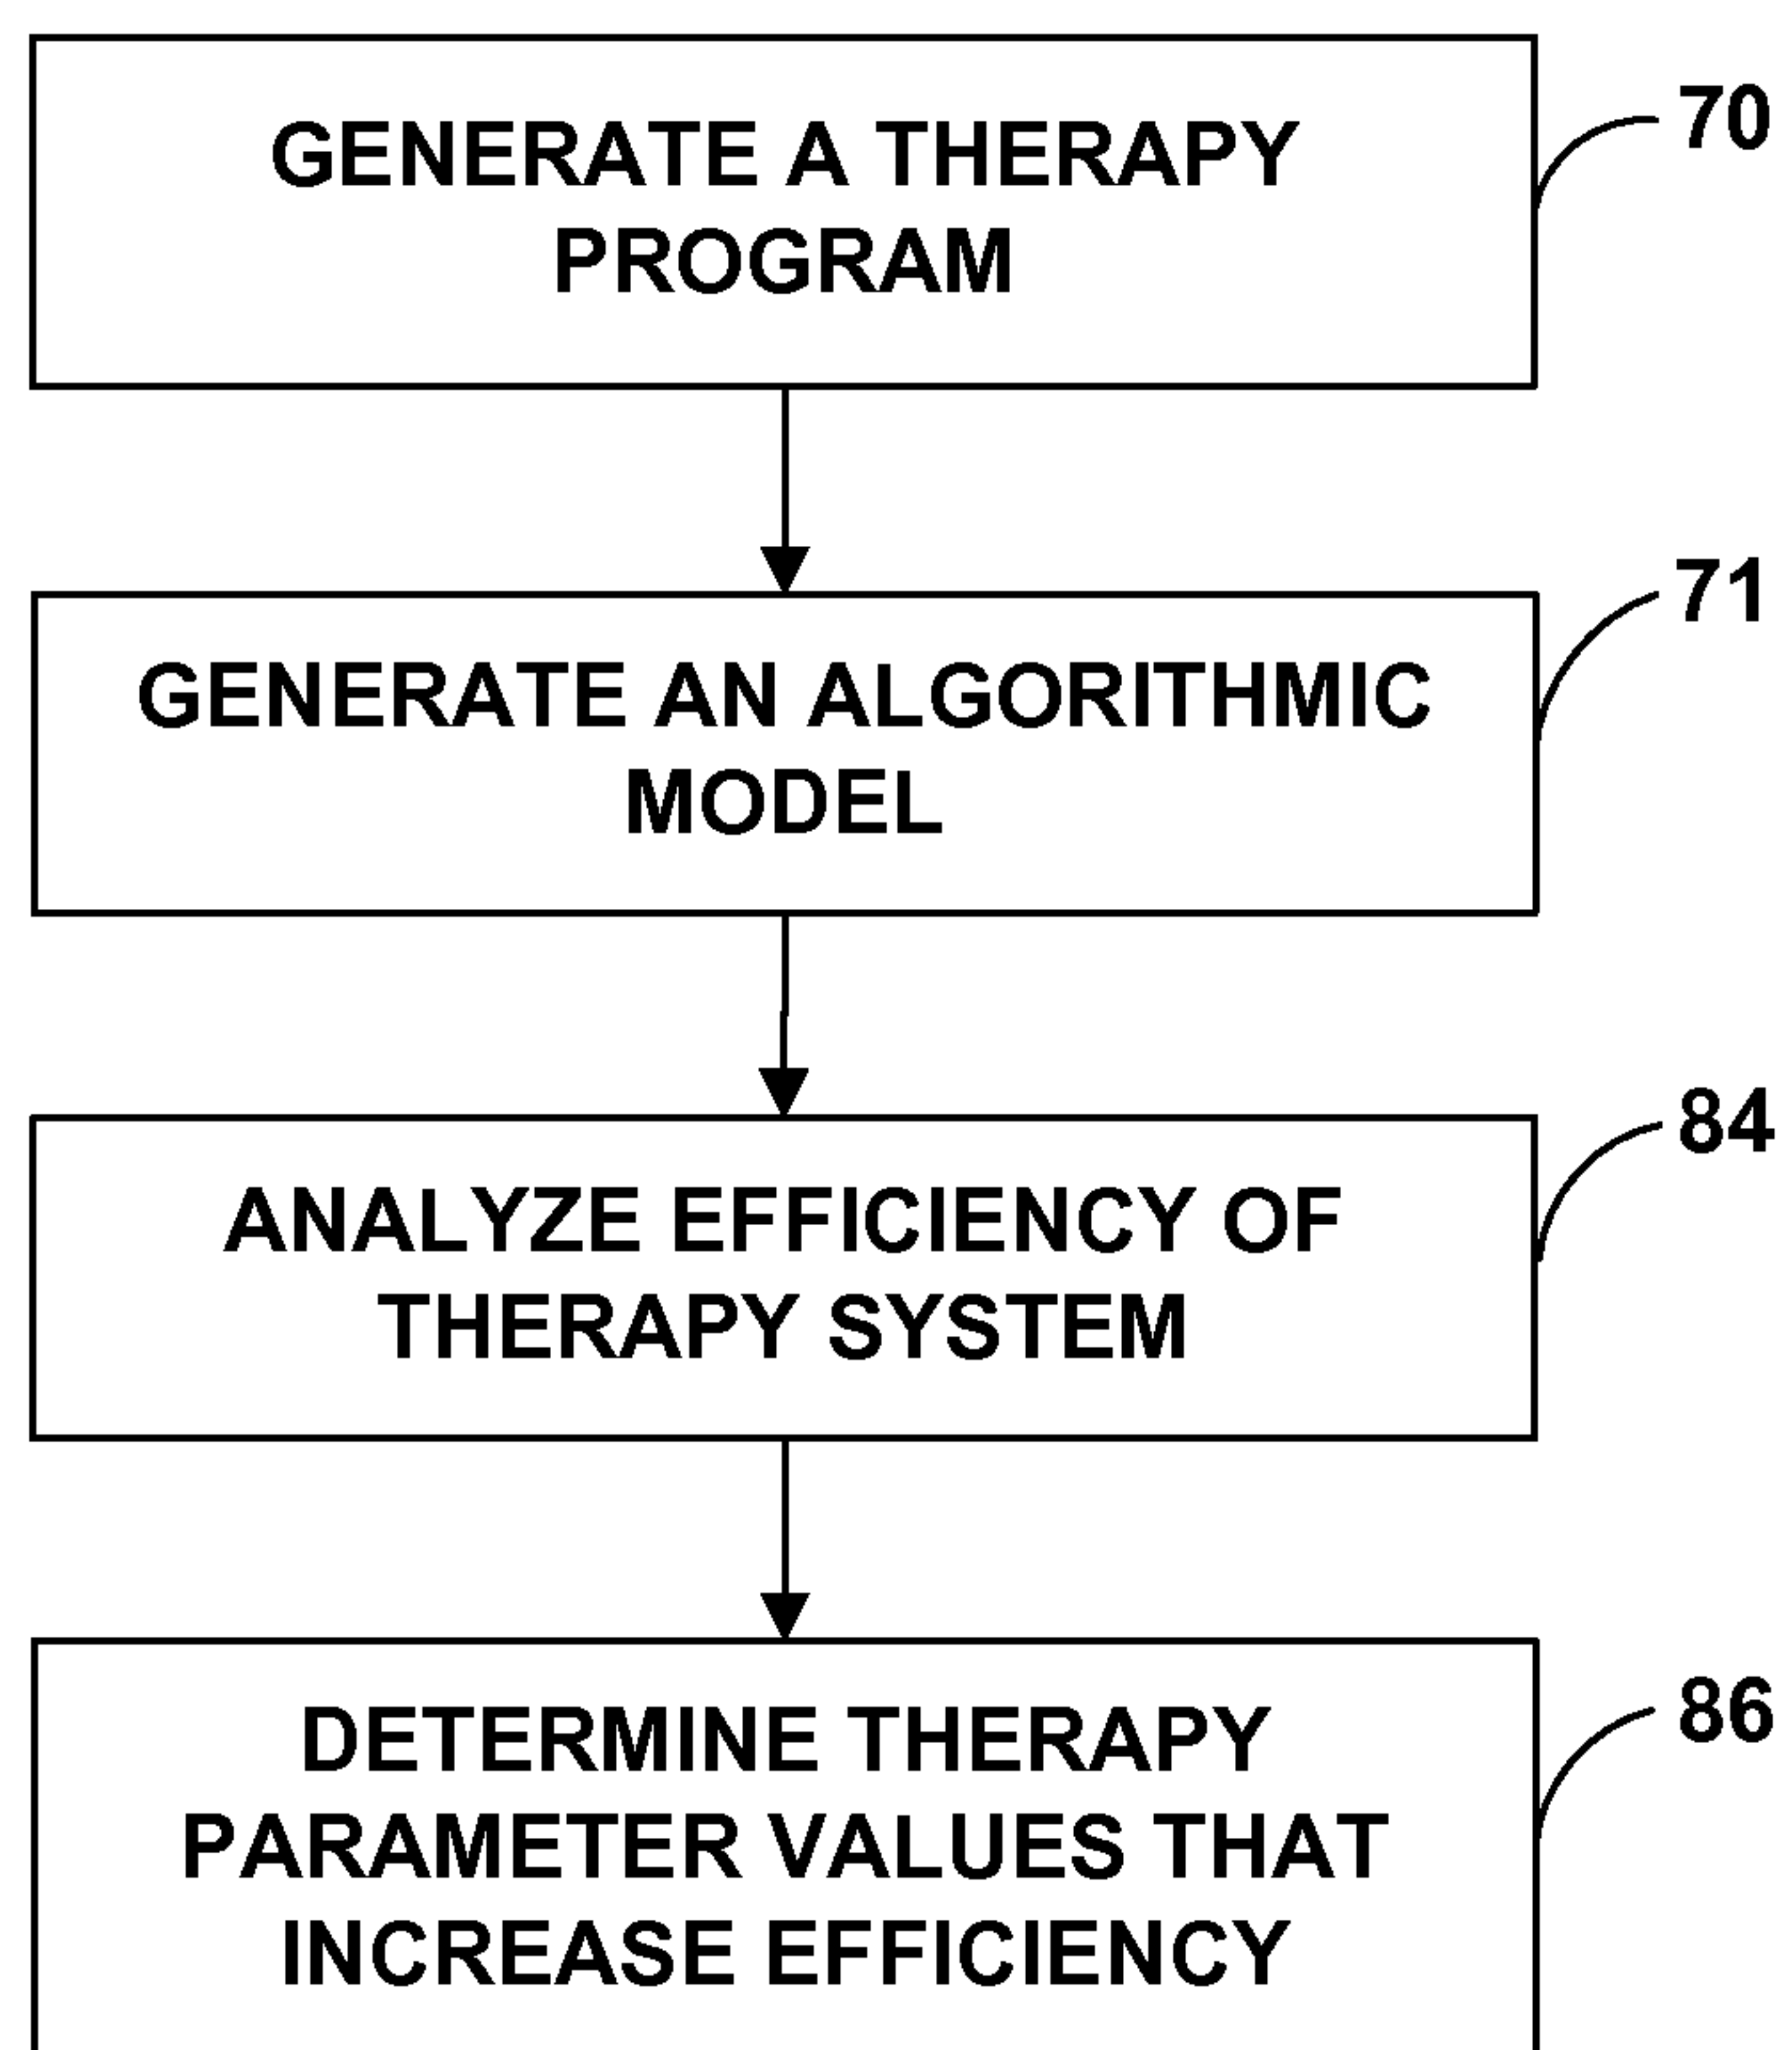 GENERATE A THERAPY
PROGRAM
70
GENERATE AN ALGORITHMIC
MODEL
71
ANALYZE EFFICIENCY OF
THERAPY SYSTEM
84
DETERMINE THERAPY
PARAMETER VALUES THAT
INCREASE EFFICIENCY
86